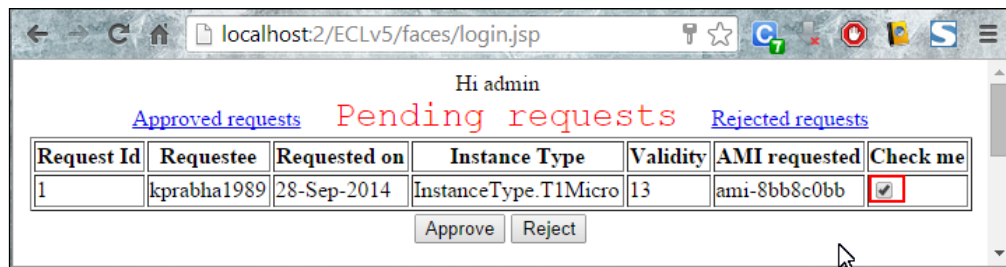 localhost:2/ECLv5/faces/login.jsp
Hi admin
Approved requests Pending requests Rejected requests
Request Id Requestee Requested on Instance Type Validity AMI requested Check me
1 kprabha1989 28-Sep-2014 InstanceType.T1Micro 13 ami-8bb8c0bb
Approve Reject